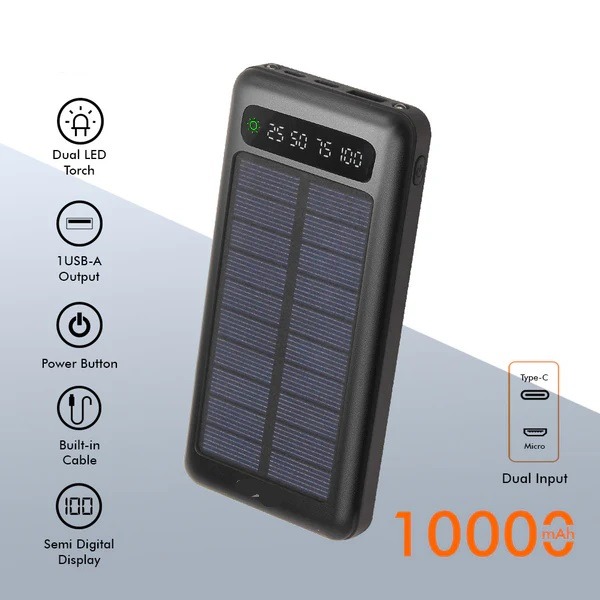 Dual LED
Torch
1USB-A
Output
Power Button
Built-in
Cable
100
Semi Digital
Display
25 50 75 100
Type-C
Micro
Dual Input
10000
mAh